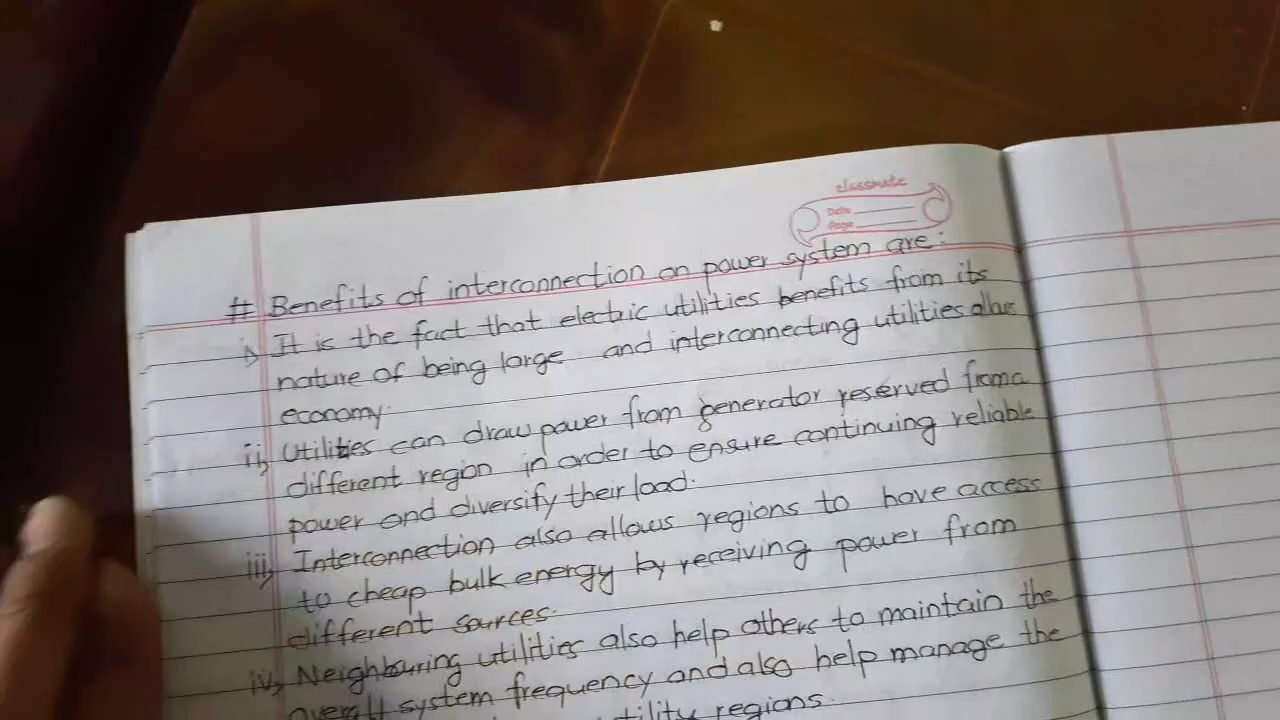 classmate
Date
Page
# Benefits of interconnection on power system are:
i, It is the fact that electric utilities benefits from its
nature of being large and interconnecting utilities allows
economy.
ii, Utilities can draw power from generator reserved from a
different region in order to ensure continuing reliable
power and diversify their load.
iii, Interconnection also allows regions to have access
to cheap bulk energy by receiving power from
different sources.
iv, Neighbouring utilities also help others to maintain the
overall system frequency and also help manage the
utility regions.